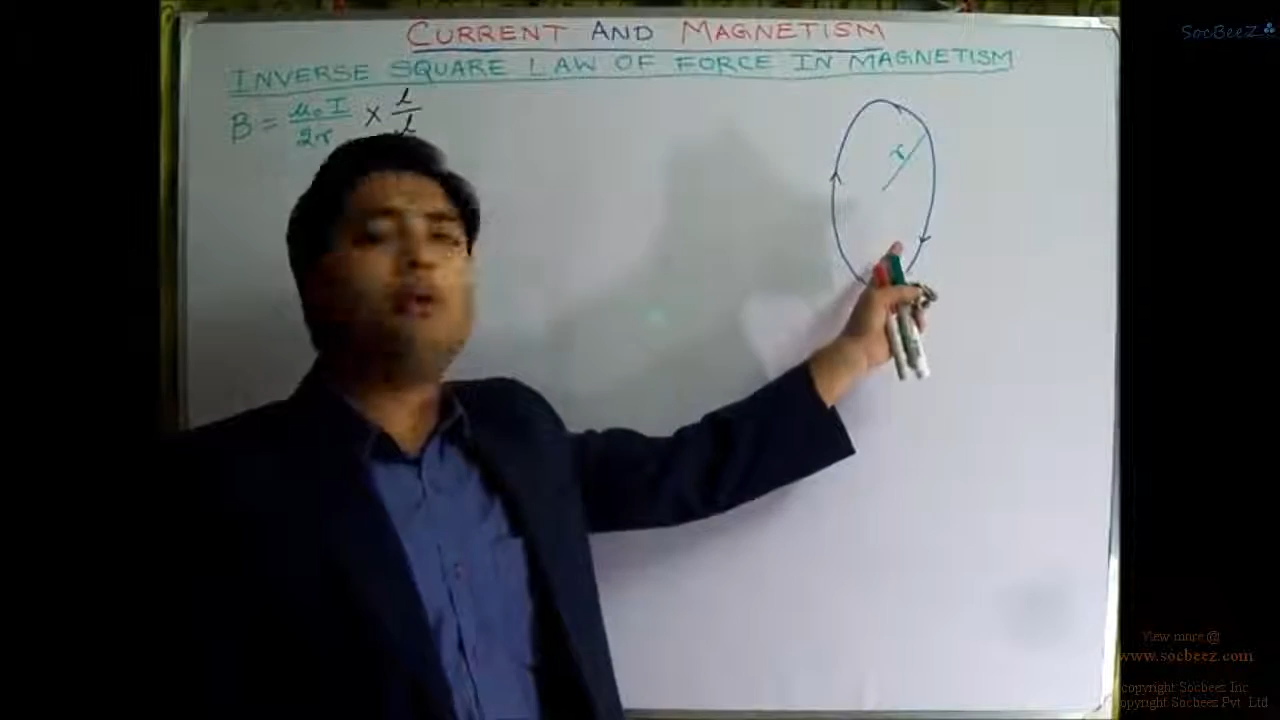 SocBeeZ
CURRENT AND MAGNETISM
INVERSE SQUARE LAW OF FORCE IN MAGNETISM
B = μ₀I/2r × l/l
r
View more @
www.socbeez.com
copyright Socbeez Inc
opyright Socbeez Pvt Ltd